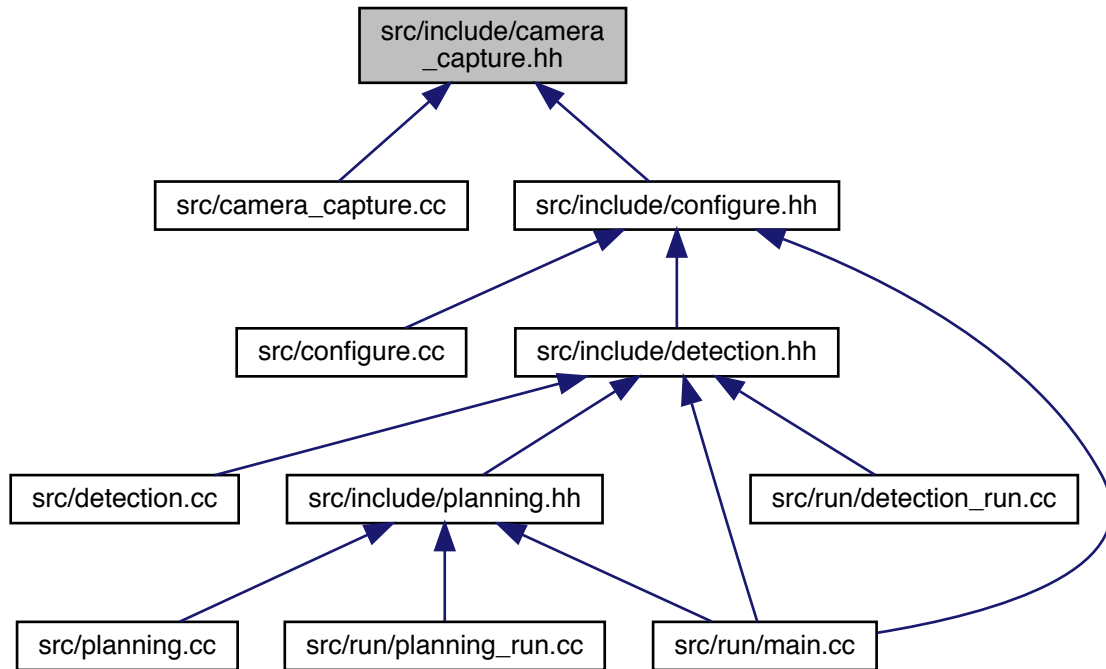 src/include/camera
_capture.hh
src/camera_capture.cc
src/include/configure.hh
src/configure.cc
src/include/detection.hh
src/detection.cc
src/include/planning.hh
src/run/detection_run.cc
src/planning.cc
src/run/planning_run.cc
src/run/main.cc